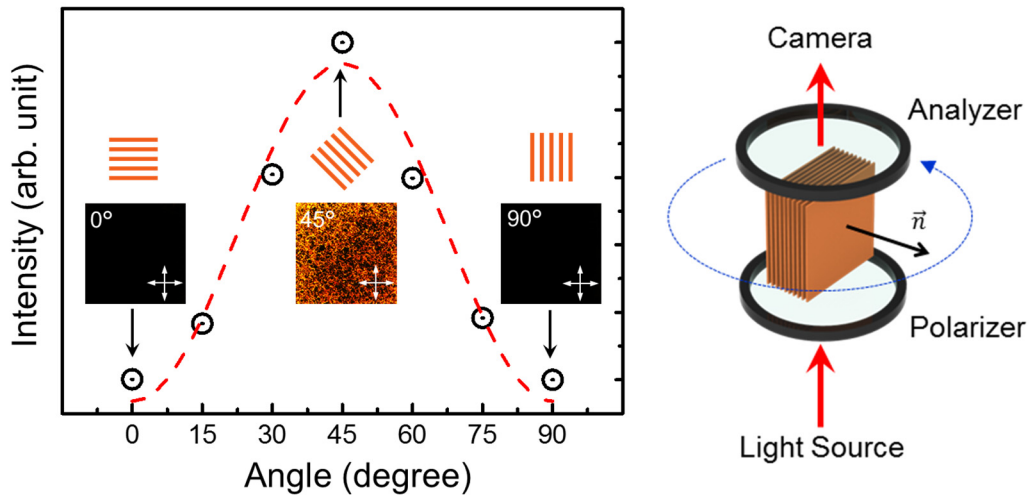 Intensity (arb. unit)
0°
45°
90°
0 15 30 45 60 75 90
Angle (degree)
Camera
Analyzer
n⃗
Polarizer
Light Source